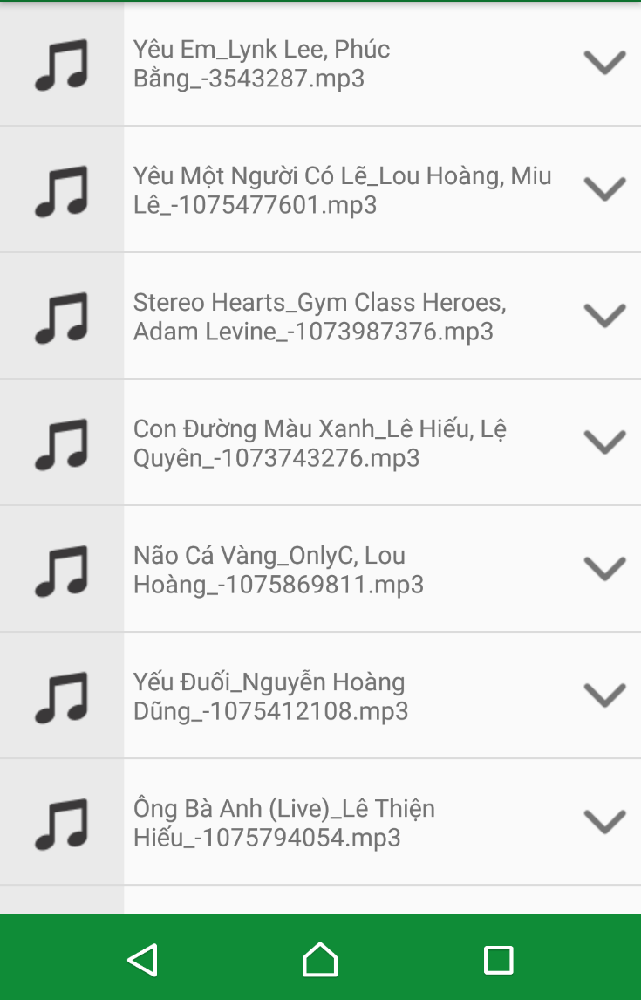 Yêu Em_Lynk Lee, Phúc
Bằng_-3543287.mp3
Yêu Một Người Có Lẽ_Lou Hoàng, Miu
Lê_-1075477601.mp3
Stereo Hearts_Gym Class Heroes,
Adam Levine_-1073987376.mp3
Con Đường Màu Xanh_Lê Hiếu, Lệ
Quyên_-1073743276.mp3
Não Cá Vàng_OnlyC, Lou
Hoàng_-1075869811.mp3
Yếu Đuối_Nguyễn Hoàng
Dũng_-1075412108.mp3
Ông Bà Anh (Live)_Lê Thiện
Hiếu_-1075794054.mp3